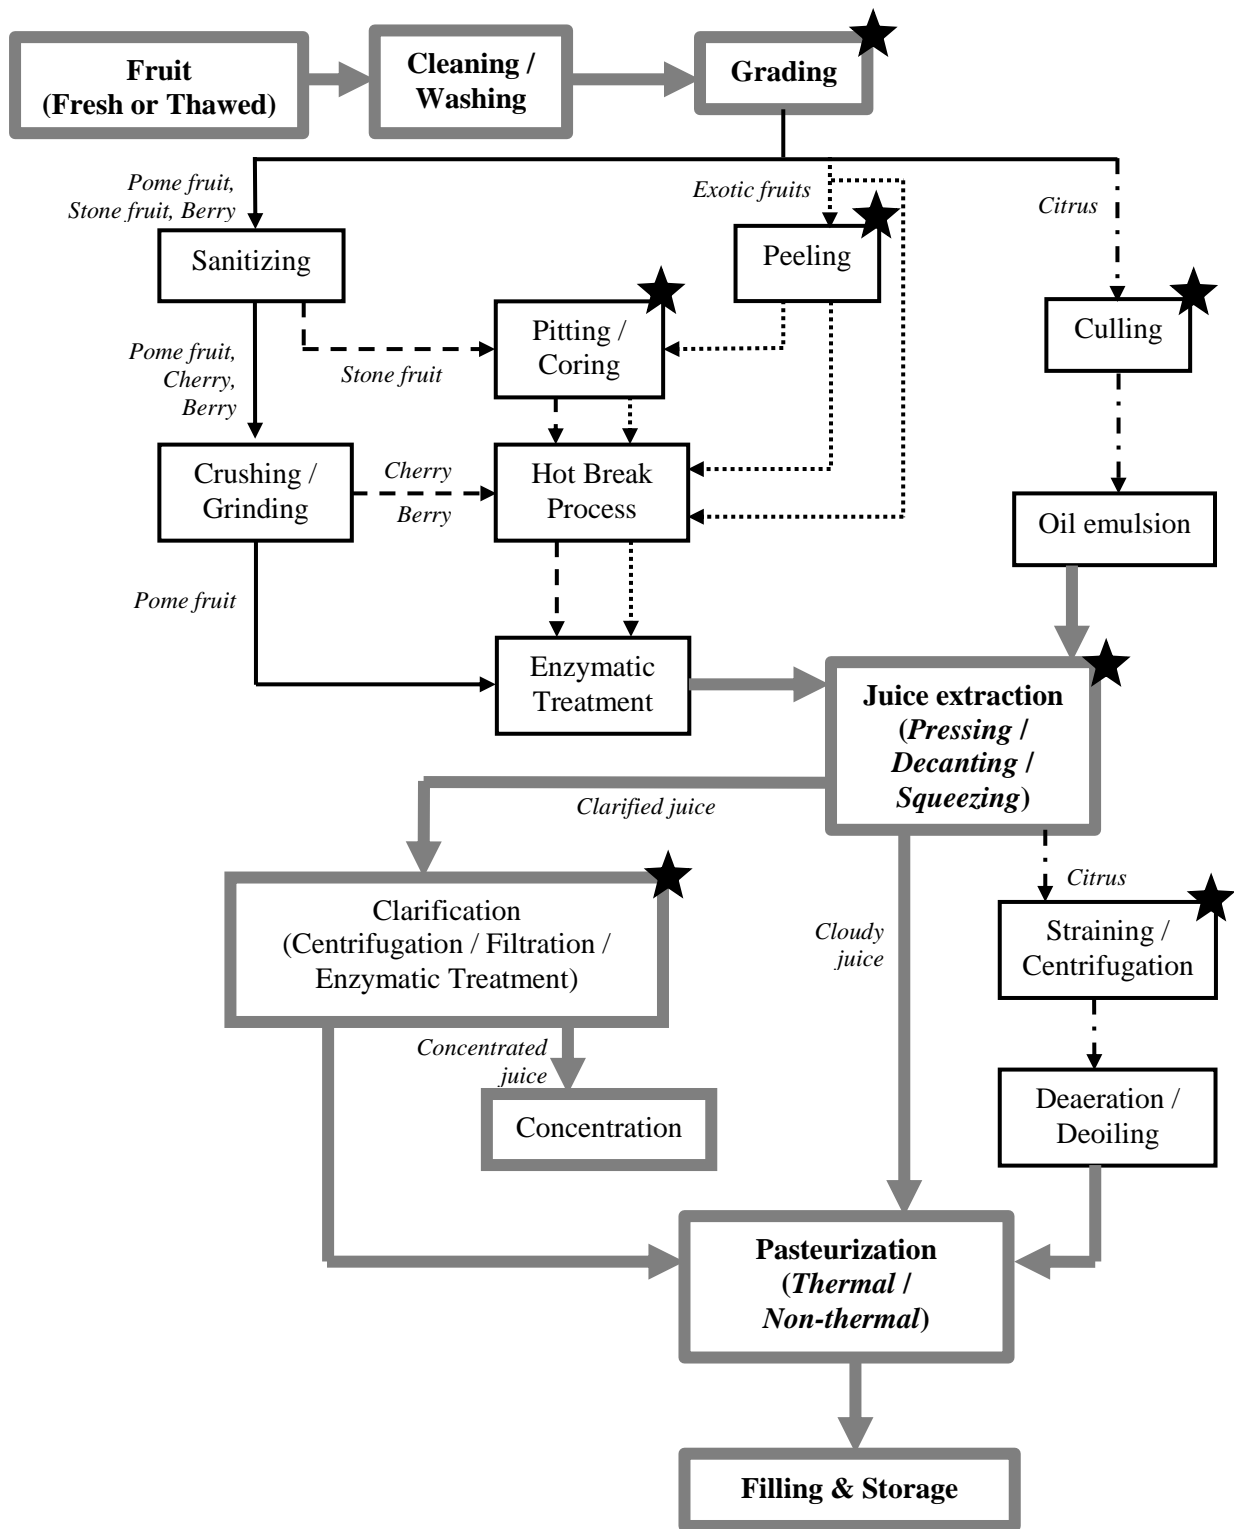 Fruit
(Fresh or Thawed)
Cleaning /
Washing
Grading
Pome fruit,
Stone fruit, Berry
Exotic fruits
Citrus
Sanitizing
Peeling
Pitting /
Coring
Culling
Pome fruit,
Cherry,
Berry
Stone fruit
Crushing /
Grinding
Cherry
Berry
Hot Break
Process
Oil emulsion
Pome fruit
Enzymatic
Treatment
Juice extraction
(Pressing /
Decanting /
Squeezing)
Clarified juice
Citrus
Clarification
(Centrifugation / Filtration /
Enzymatic Treatment)
Cloudy
juice
Straining /
Centrifugation
Concentrated
juice
Concentration
Deaeration /
Deoiling
Pasteurization
(Thermal /
Non-thermal)
Filling & Storage